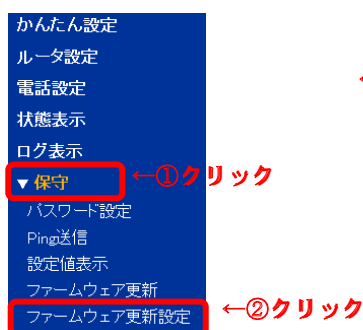 かんたん設定
ルータ設定
電話設定
状態表示
ログ表示
▼保守 ←①クリック
パスワード設定
Ping送信
設定値表示
ファームウェア更新
ファームウェア更新設定 ←②クリック